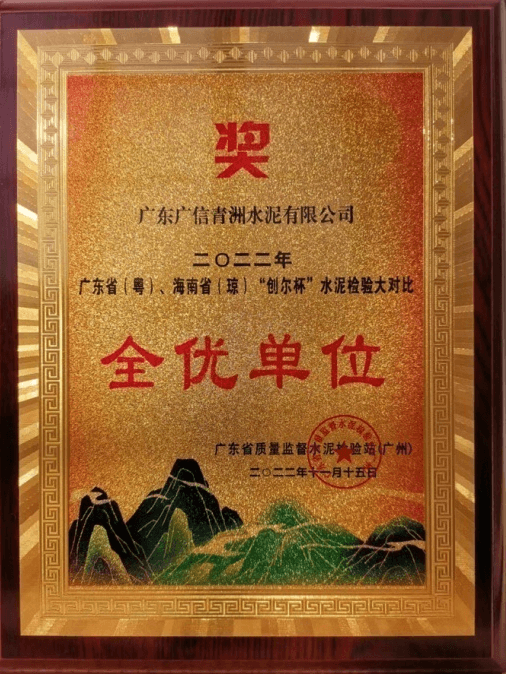 奖
广东广信青洲水泥有限公司
二〇二二年
广东省（粤）、海南省（琼）“创尔杯”水泥检验大对比
全优单位
广东省质量监督水泥检验站(广州)
二〇二二年十一月十五日